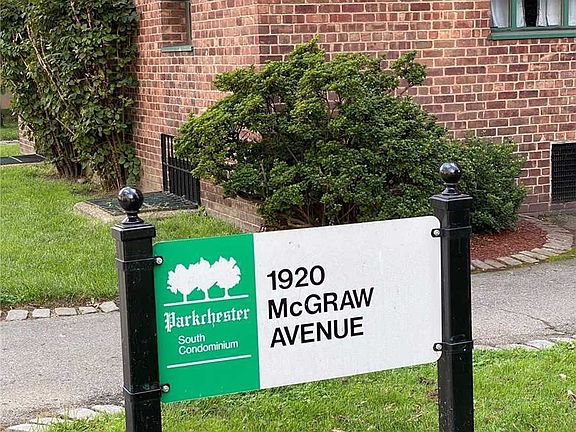 Parkchester
South
Condominium
1920
McGRAW
AVENUE